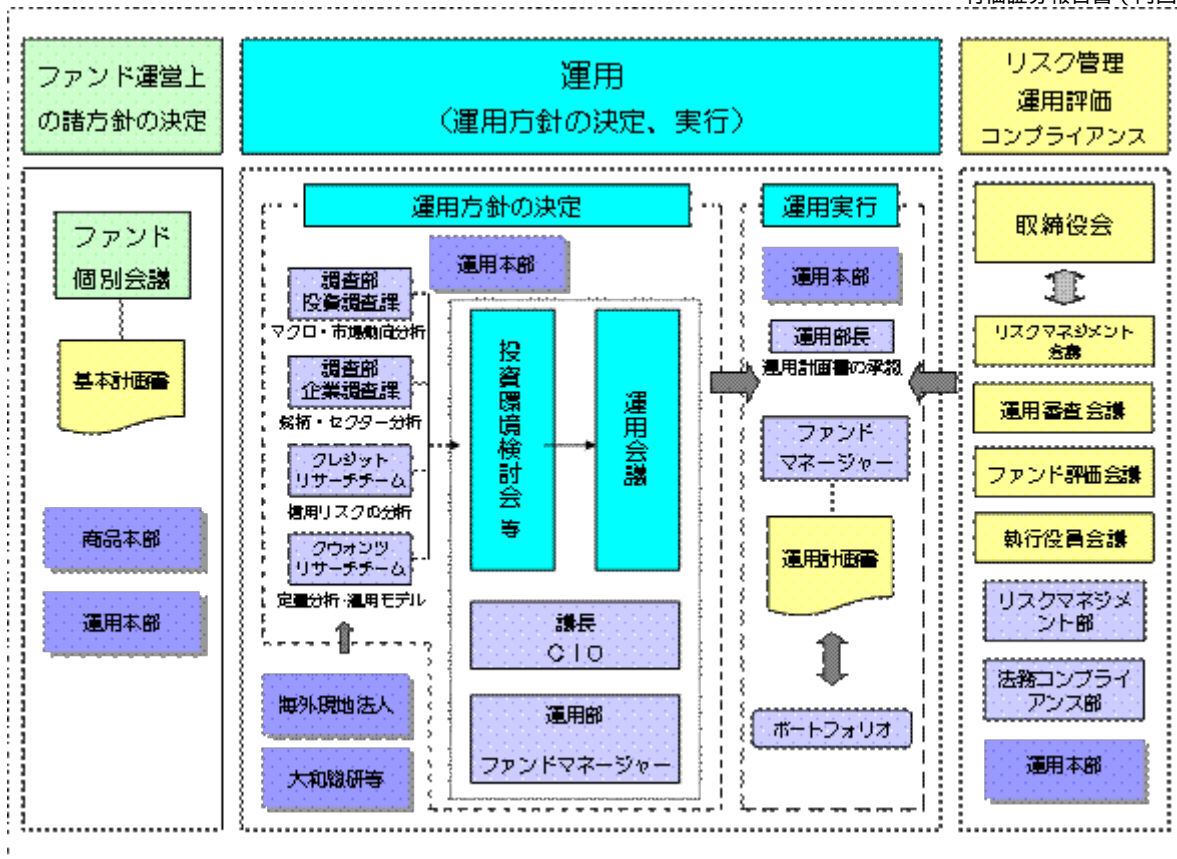 ファンド運営上
の諸方針の決定
運用
（運用方針の決定、実行）
リスク管理
運用評価
コンプライアンス
ファンド
個別会議
基本計画書
商品本部
運用本部
運用方針の決定
運用本部
調査部
投資調査課
マクロ・市場動向分析
調査部
企業調査課
銘柄・セクター分析
クレジット
リサーチチーム
信用リスクの分析
クウォンツ
リサーチチーム
定量分析・運用モデル
海外現地法人
大和総研等
投資環境検討会 等
運用会議
議長
ＣＩＯ
運用部
ファンドマネージャー
運用実行
運用本部
運用部長
運用計画書の承認
ファンド
マネージャー
運用計画書
ポートフォリオ
取締役会
リスクマネジメント
会議
運用審査会議
ファンド評価会議
執行役員会議
リスクマネジメ
ント部
法務コンプライ
アンス部
運用本部